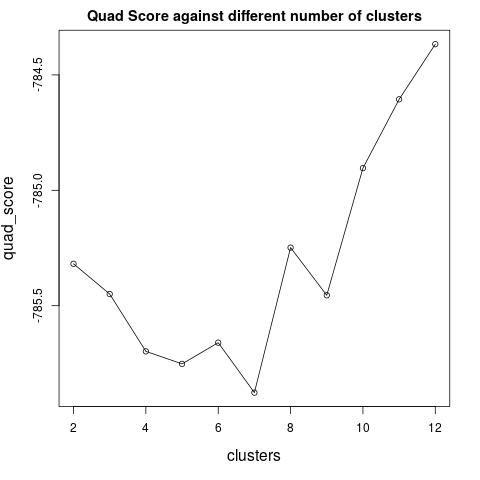 Quad Score against different number of clusters
quad_score
-784.5
-785.0
-785.5
2 4 6 8 10 12
clusters